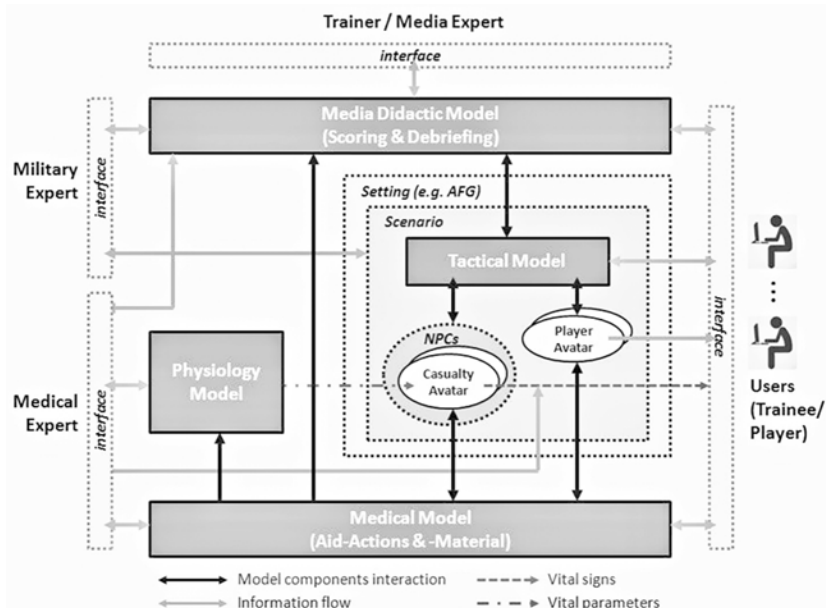 Trainer / Media Expert
interface
Media Didactic Model
(Scoring & Debriefing)
Military
Expert
interface
Setting (e.g. AFG)
Scenario
Tactical Model
NPCs
Casualty
Avatar
Player
Avatar
interface
...
Users
(Trainee/
Player)
Physiology
Model
Medical
Expert
interface
Medical Model
(Aid-Actions & -Material)
Model components interaction
Vital signs
Information flow
Vital parameters